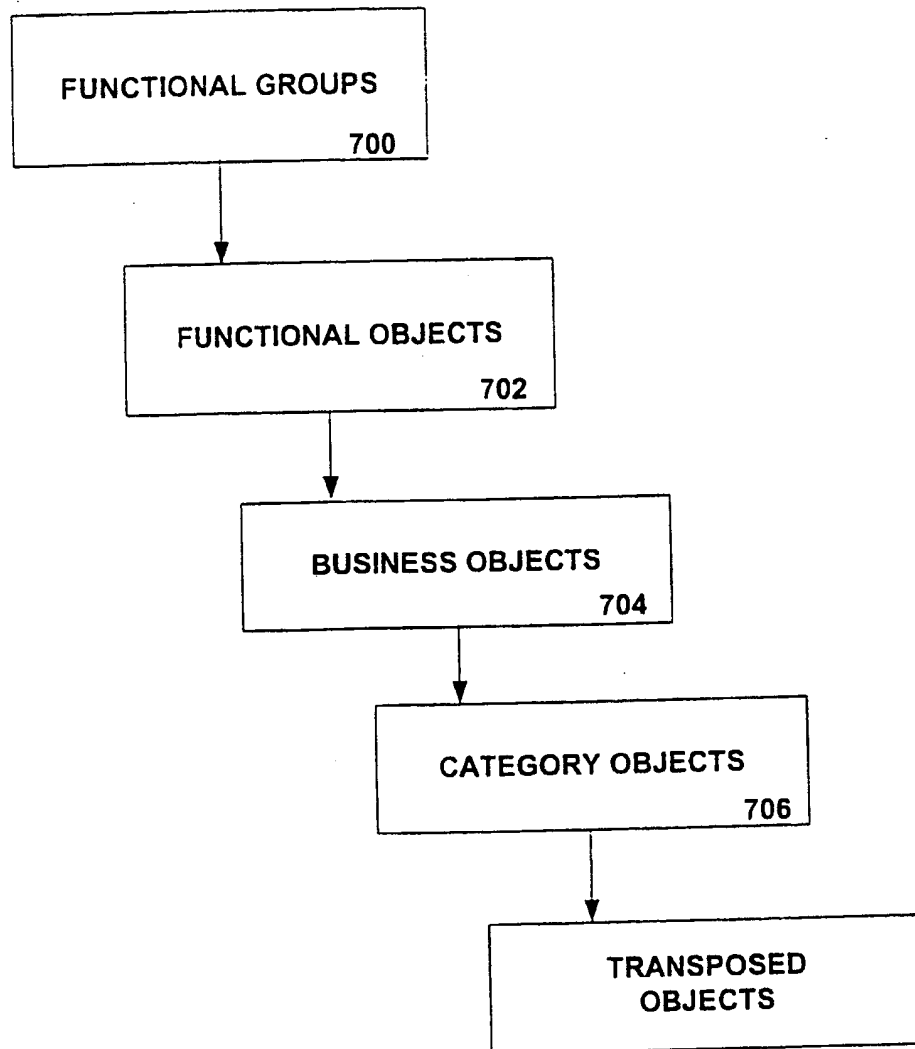 FUNCTIONAL GROUPS
700
FUNCTIONAL OBJECTS
702
BUSINESS OBJECTS
704
CATEGORY OBJECTS
706
TRANSPOSED
OBJECTS